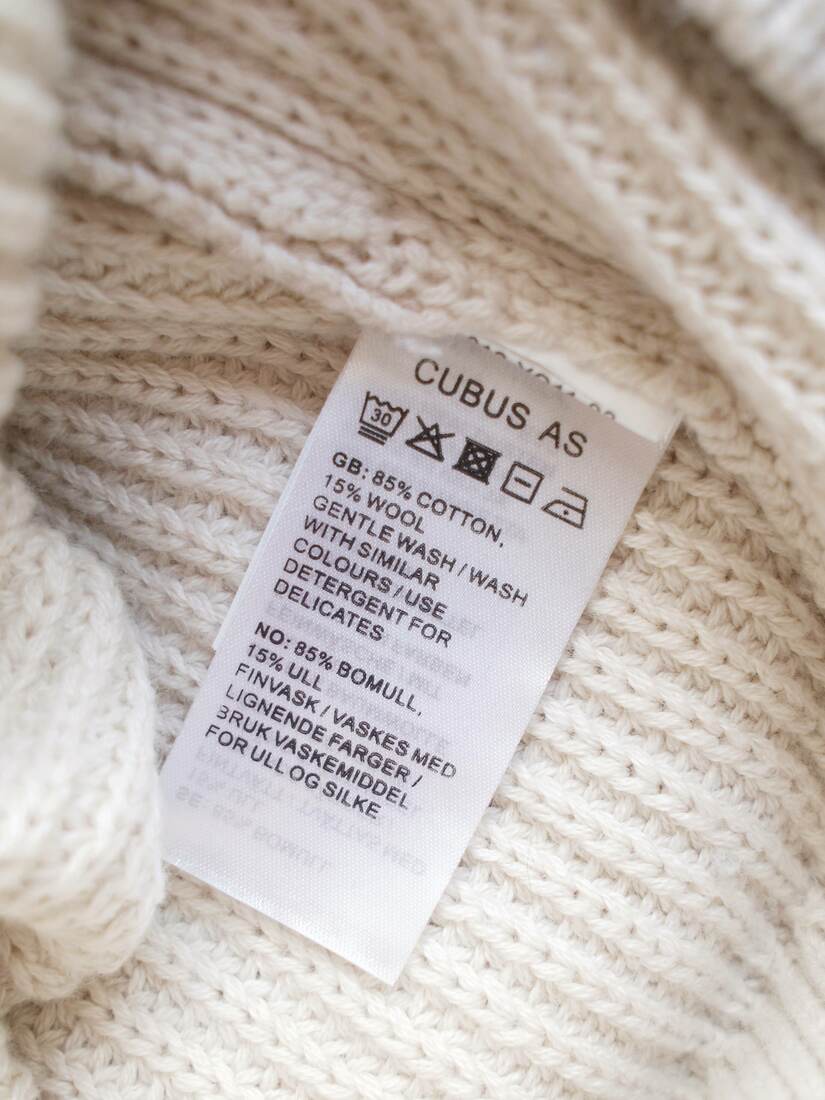 CUBUS AS
30
GB: 85% COTTON,
15% WOOL
GENTLE WASH / WASH
WITH SIMILAR
COLOURS / USE
DETERGENT FOR
DELICATES
NO: 85% BOMULL,
15% ULL
FINVASK / VASKES MED
LIGNENDE FARGER /
BRUK VASKEMIDDEL
FOR ULL OG SILKE